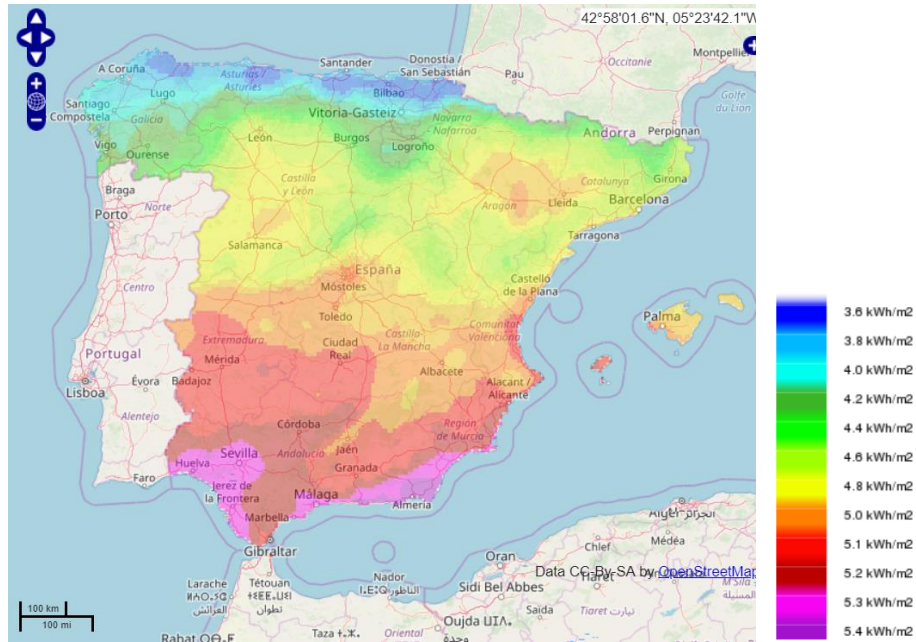 42°58'01.6"N, 05°23'42.1"W
A Coruña
Lugo
Asturias /
Asturies
Santander
Donostia /
San Sebastián
Pau
Occitanie
Montpellier
Golfe
du Lion
Santiago
Compostela
Galicia
Bilbao
Vitoria-Gasteiz
Navarra
Nafarroa
Andorra
Perpignan
Vigo
Ourense
León
Burgos
Logroño
Girona
Braga
Norte
Castilla
y León
Aragón
Catalunya
Lleida
Barcelona
Porto
Tarragona
Salamanca
España
Castelló
de la Plana
Centro
Móstoles
Toledo
Comunitat
Valenciana
Palma
Portugal
Extremadura
Ciudad
Real
Castilla-
La Mancha
Mérida
Albacete
Lisboa
Évora
Badajoz
Alacant /
Alicante
Alentejo
Córdoba
Región
de Murcia
Faro
Huelva
Sevilla
Andalucía
Jaén
Granada
Jerez de
la Frontera
Málaga
Almería
Marbella
Gibraltar
Oran
Chlef
Data CC-By-SA by OpenStreetMap
Larache
Tétouan
Nador
Sidi Bel Abbes
Tiaret
Saida
Tiaret تيارت
Oujda
Taza
Oriental
Rabat
100 km
100 mi
3.6 kWh/m2
3.8 kWh/m2
4.0 kWh/m2
4.2 kWh/m2
4.4 kWh/m2
4.6 kWh/m2
4.8 kWh/m2
5.0 kWh/m2
5.1 kWh/m2
5.2 kWh/m2
5.3 kWh/m2
5.4 kWh/m2